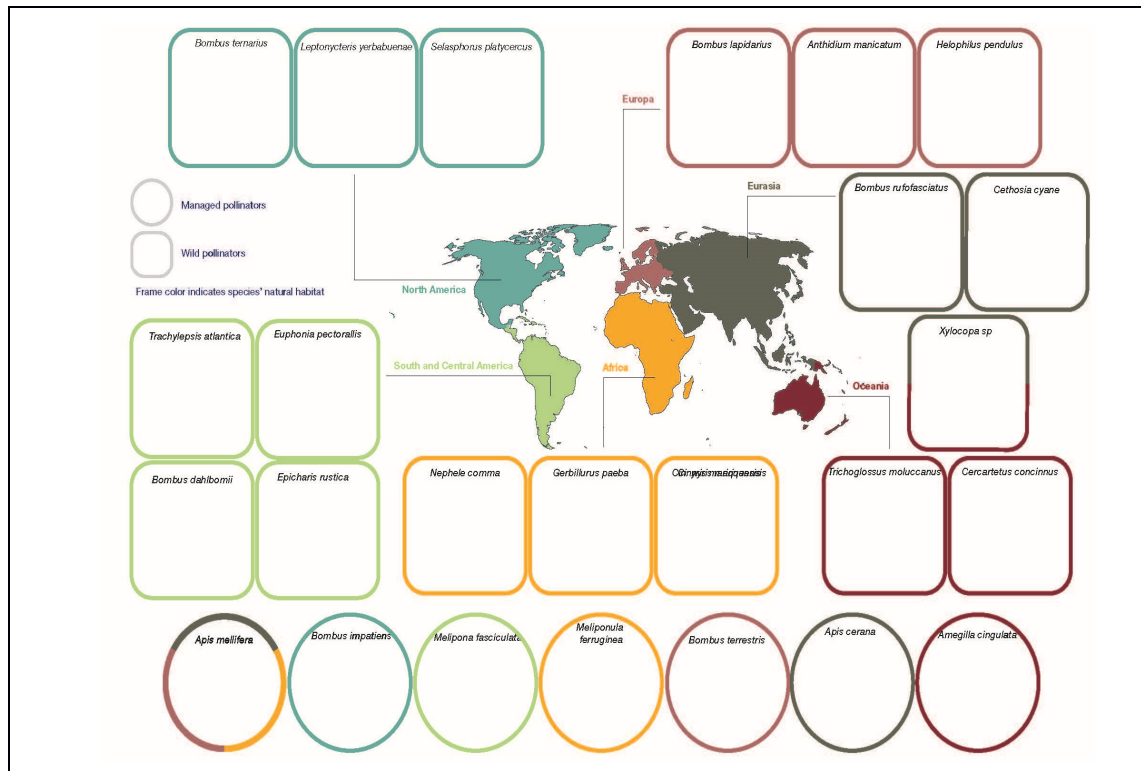 Bombus ternarius
Leptonycteris yerbabuenae
Selasphorus platycercus
Bombus lapidarius
Anthidium manicatum
Helophilus pendulus
Europa
Eurasia
Bombus rufofasciatus
Cethosia cyane
Managed pollinators
Wild pollinators
Frame color indicates species' natural habitat
North America
Trachylepsis atlantica
Euphonia pectorallis
Xylocopa sp
South and Central America
Africa
Oceania
Bombus dahlbomii
Epicharis rustica
Nephele comma
Gerbillurus paeba
Trichoglossus moluccanus
Cercartetus concinnus
Apis mellifera
Bombus impatiens
Melipona fasciculata
Meliponula
ferruginea
Bombus terrestris
Apis cerana
Amegilla cingulata